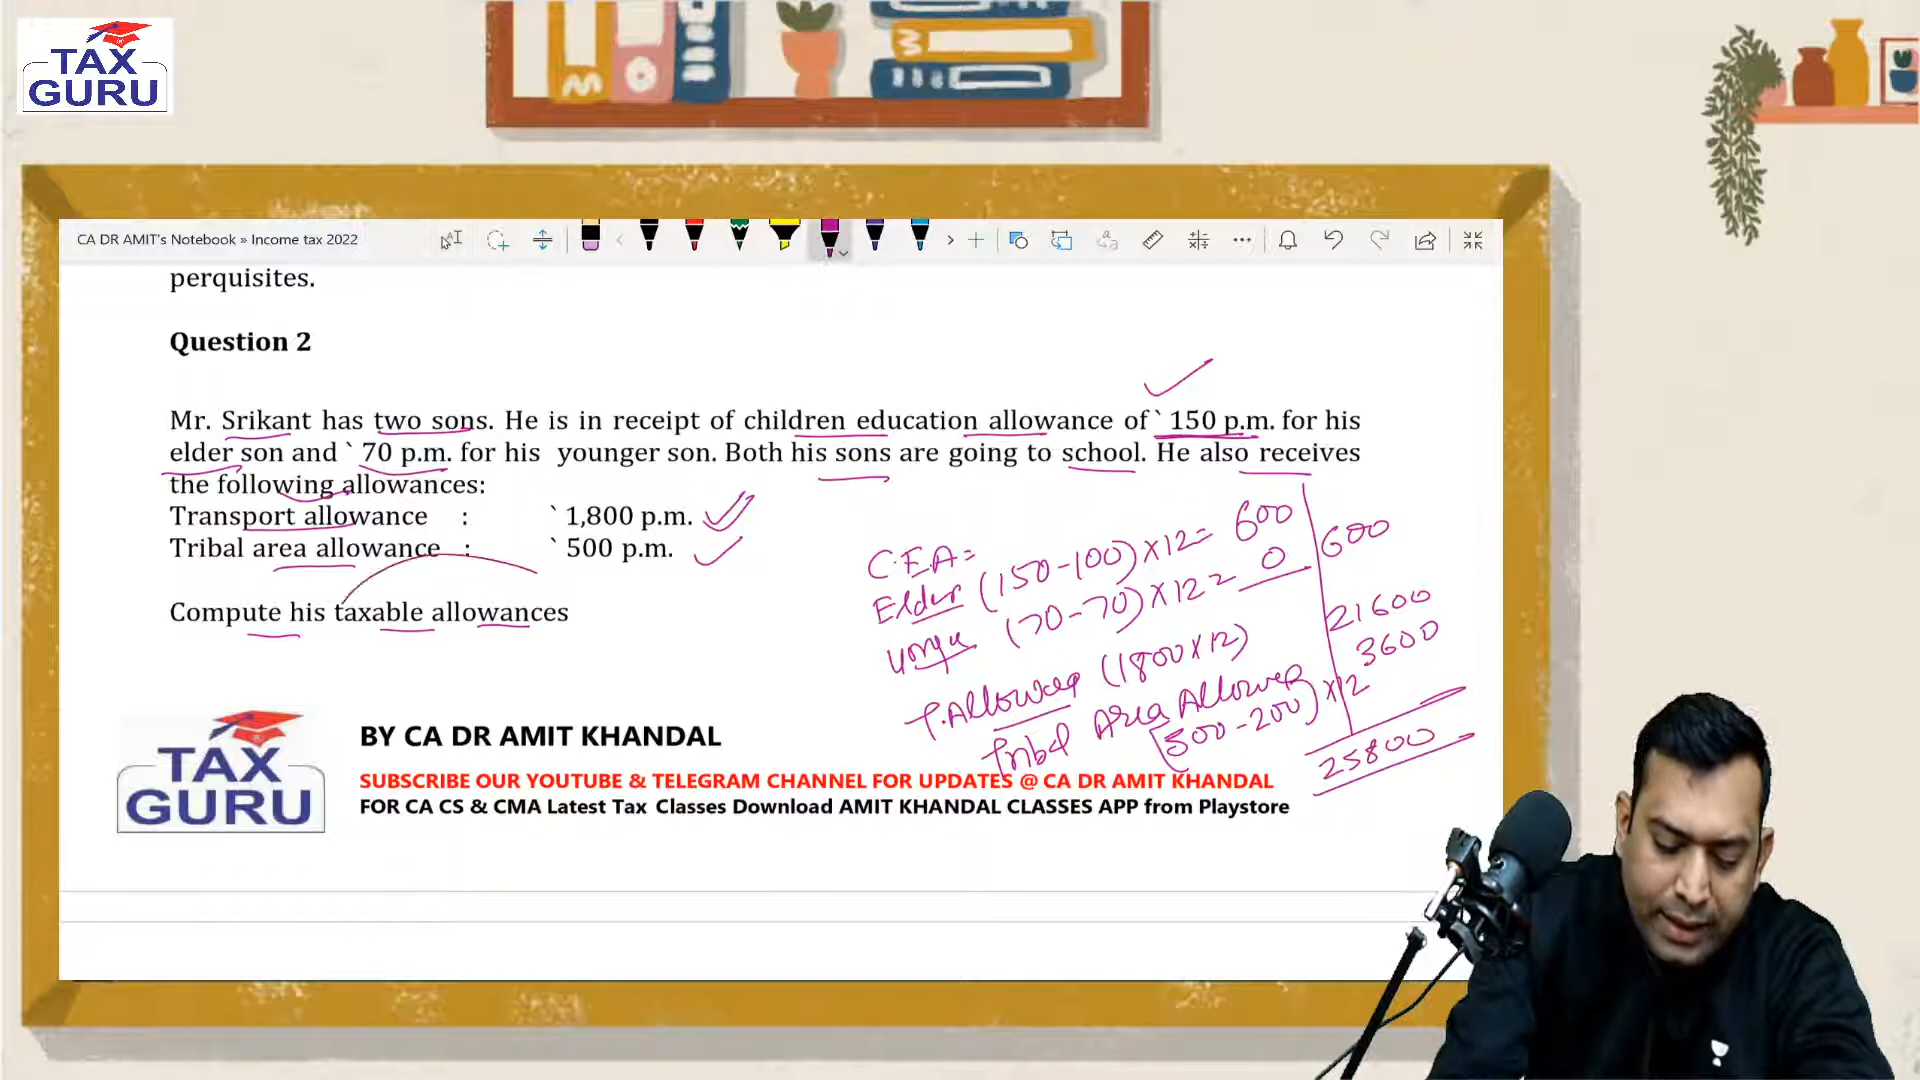 TAX
GURU
CA DR AMIT's Notebook » Income tax 2022
perquisites.
Question 2
Mr. Srikant has two sons. He is in receipt of children education allowance of ` 150 p.m. for his
elder son and ` 70 p.m. for his younger son. Both his sons are going to school. He also receives
the following allowances:
Transport allowance : ` 1,800 p.m.
Tribal area allowance : ` 500 p.m.
Compute his taxable allowances
C.E.A=
Elder (150-100)×12= 600
(70-70)×12= 0 600
T.Allowance (1800×12) 21600
Tribal Area Allowance 3600
(500-200)×12
25800
TAX
GURU
BY CA DR AMIT KHANDAL
SUBSCRIBE OUR YOUTUBE & TELEGRAM CHANNEL FOR UPDATES @ CA DR AMIT KHANDAL
FOR CA CS & CMA Latest Tax Classes Download AMIT KHANDAL CLASSES APP from Playstore